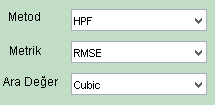 Metod HPF
Metrik RMSE
Ara Değer Cubic